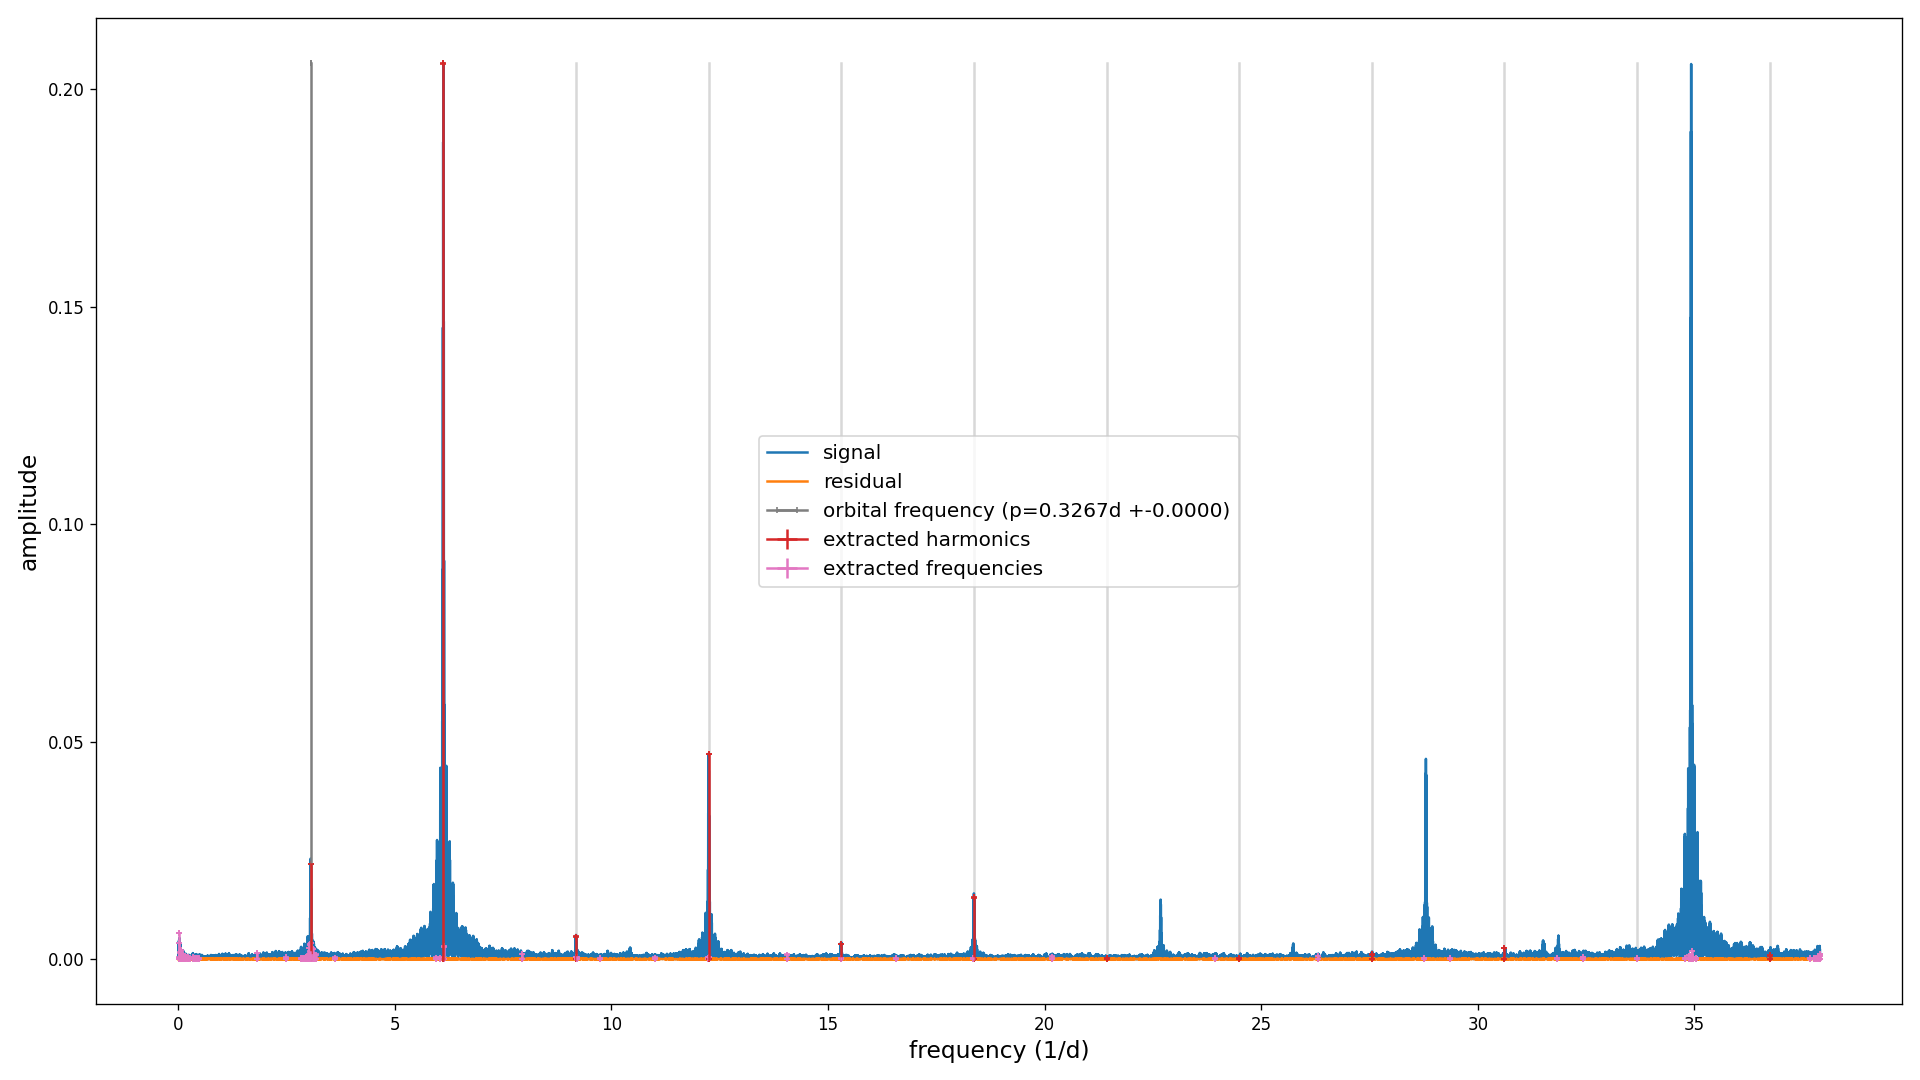 0.20
0.15
0.10
0.05
0.00
amplitude
signal
residual
orbital frequency (p=0.3267d +-0.0000)
extracted harmonics
extracted frequencies
0 5 10 15 20 25 30 35
frequency (1/d)